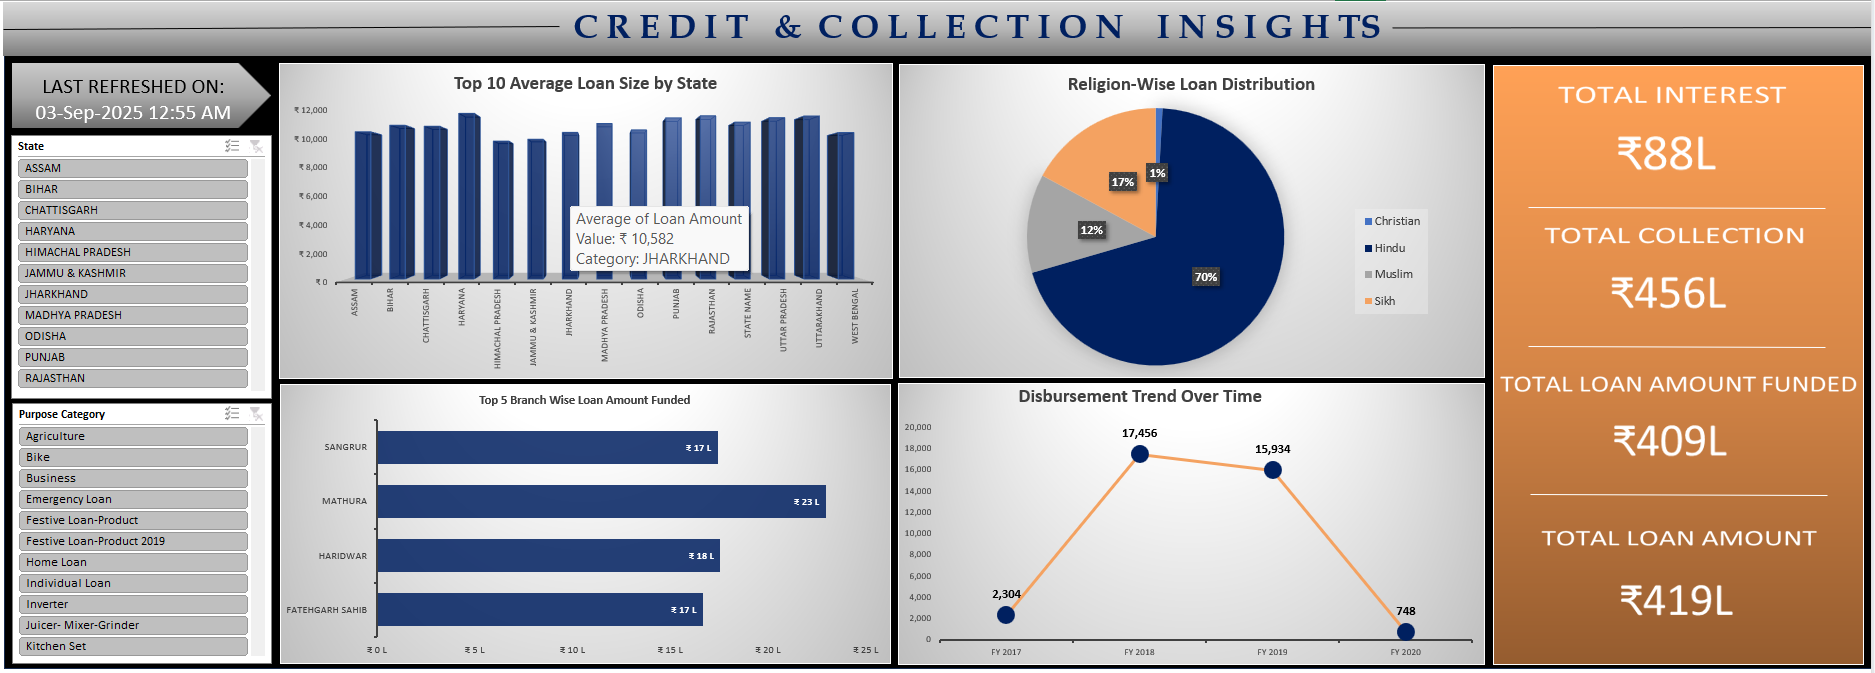 CREDIT & COLLECTION INSIGHTS
LAST REFRESHED ON:
03-Sep-2025 12:55 AM
State
ASSAM
BIHAR
CHATTISGARH
HARYANA
HIMACHAL PRADESH
JAMMU & KASHMIR
JHARKHAND
MADHYA PRADESH
ODISHA
PUNJAB
RAJASTHAN
Purpose Category
Agriculture
Bike
Business
Emergency Loan
Festive Loan-Product
Festive Loan-Product 2019
Home Loan
Individual Loan
Inverter
Juicer- Mixer-Grinder
Kitchen Set
Top 10 Average Loan Size by State
₹ 12,000
₹ 10,000
₹ 8,000
₹ 6,000
₹ 4,000
₹ 2,000
₹ 0
ASSAM
BIHAR
CHATTISGARH
HARYANA
HIMACHAL PRADESH
JAMMU & KASHMIR
JHARKHAND
MADHYA PRADESH
ODISHA
PUNJAB
RAJASTHAN
STATE NAME
UTTAR PRADESH
UTTARAKHAND
WEST BENGAL
Average of Loan Amount
Value: ₹ 10,582
Category: JHARKHAND
Religion-Wise Loan Distribution
1%
17%
12%
70%
Christian
Hindu
Muslim
Sikh
Top 5 Branch Wise Loan Amount Funded
SANGRUR
₹ 17 L
MATHURA
₹ 23 L
HARIDWAR
₹ 18 L
FATEHGARH SAHIB
₹ 17 L
₹ 0 L
₹ 5 L
₹ 10 L
₹ 15 L
₹ 20 L
₹ 25 L
Disbursement Trend Over Time
20,000
18,000
16,000
14,000
12,000
10,000
8,000
6,000
4,000
2,000
0
2,304
17,456
15,934
748
FY 2017
FY 2018
FY 2019
FY 2020
TOTAL INTEREST
₹88L
TOTAL COLLECTION
₹456L
TOTAL LOAN AMOUNT FUNDED
₹409L
TOTAL LOAN AMOUNT
₹419L